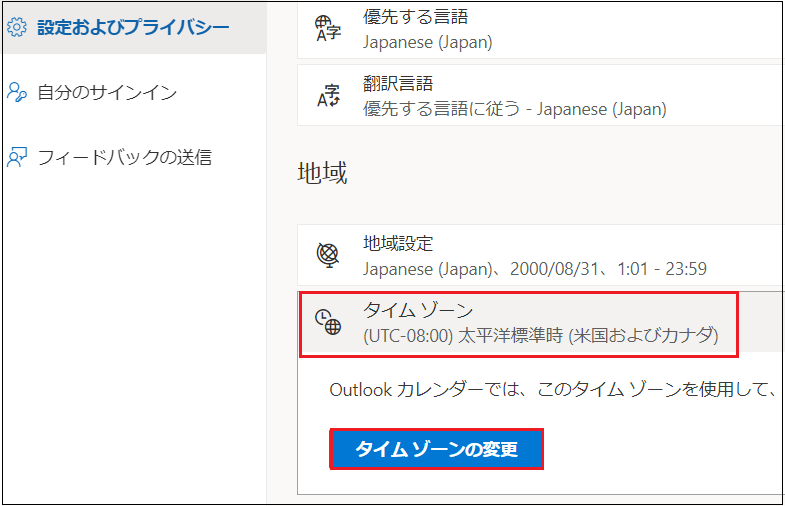 設定およびプライバシー
自分のサインイン
フィードバックの送信
優先する言語
Japanese (Japan)
翻訳言語
優先する言語に従う - Japanese (Japan)
地域
地域設定
Japanese (Japan)、2000/08/31、1:01 - 23:59
タイム ゾーン
(UTC-08:00) 太平洋標準時 (米国およびカナダ)
Outlook カレンダーでは、このタイム ゾーンを使用して、
タイム ゾーンの変更